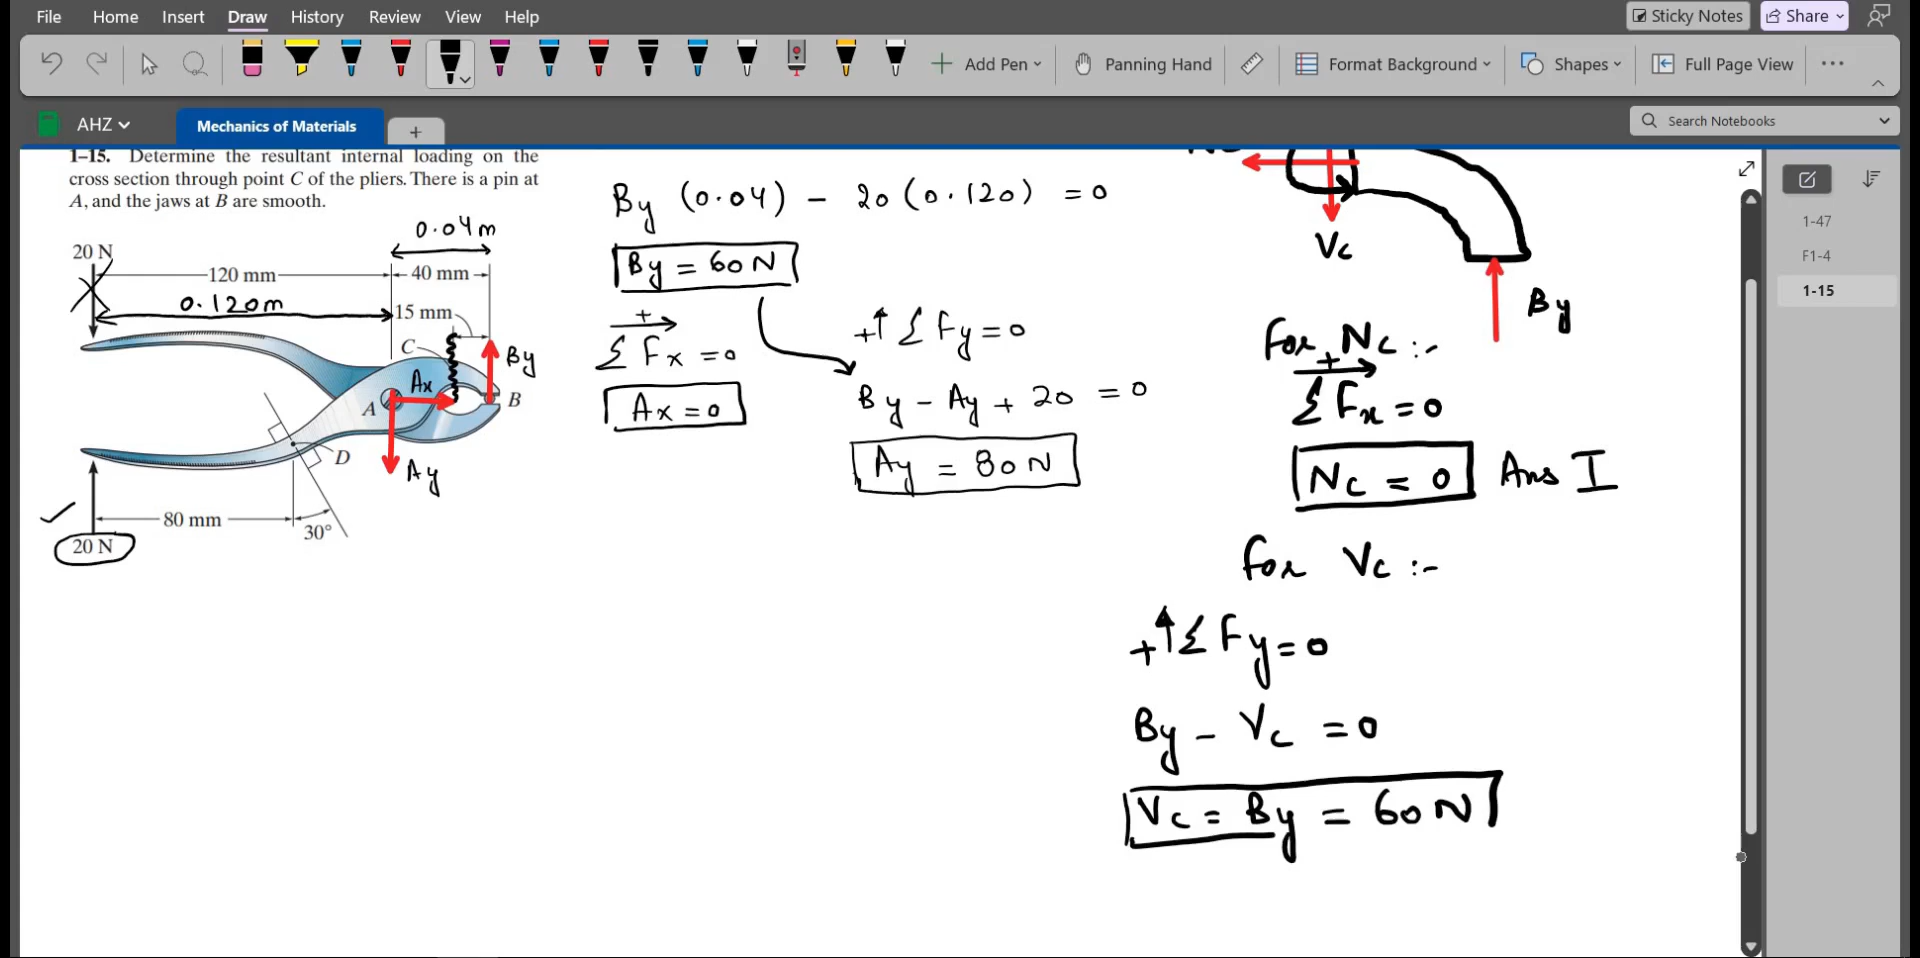 File Home Insert Draw History Review View Help
Sticky Notes Share
Add Pen Panning Hand Format Background Shapes Full Page View ...
AHZ Mechanics of Materials +
Search Notebooks
1–15. Determine the resultant internal loading on the
cross section through point C of the pliers. There is a pin at
A, and the jaws at B are smooth.
0.04m
20 N
120 mm 40 mm
0.120m
15 mm
C
Ax
By
A
B
D
Ay
80 mm
30°
20 N
By (0.04) - 20 (0.120) = 0
By = 60 N
+
Σ Fx = 0
Ax = 0
+↑ Σ Fy = 0
By - Ay + 20 = 0
Ay = 80 N
Vc
By
For Nc :-
+
Σ Fx = 0
Nc = 0 Ans I
For Vc :-
+↑ Σ Fy = 0
By - Vc = 0
Vc = By = 60 N
1-47
F1-4
1-15